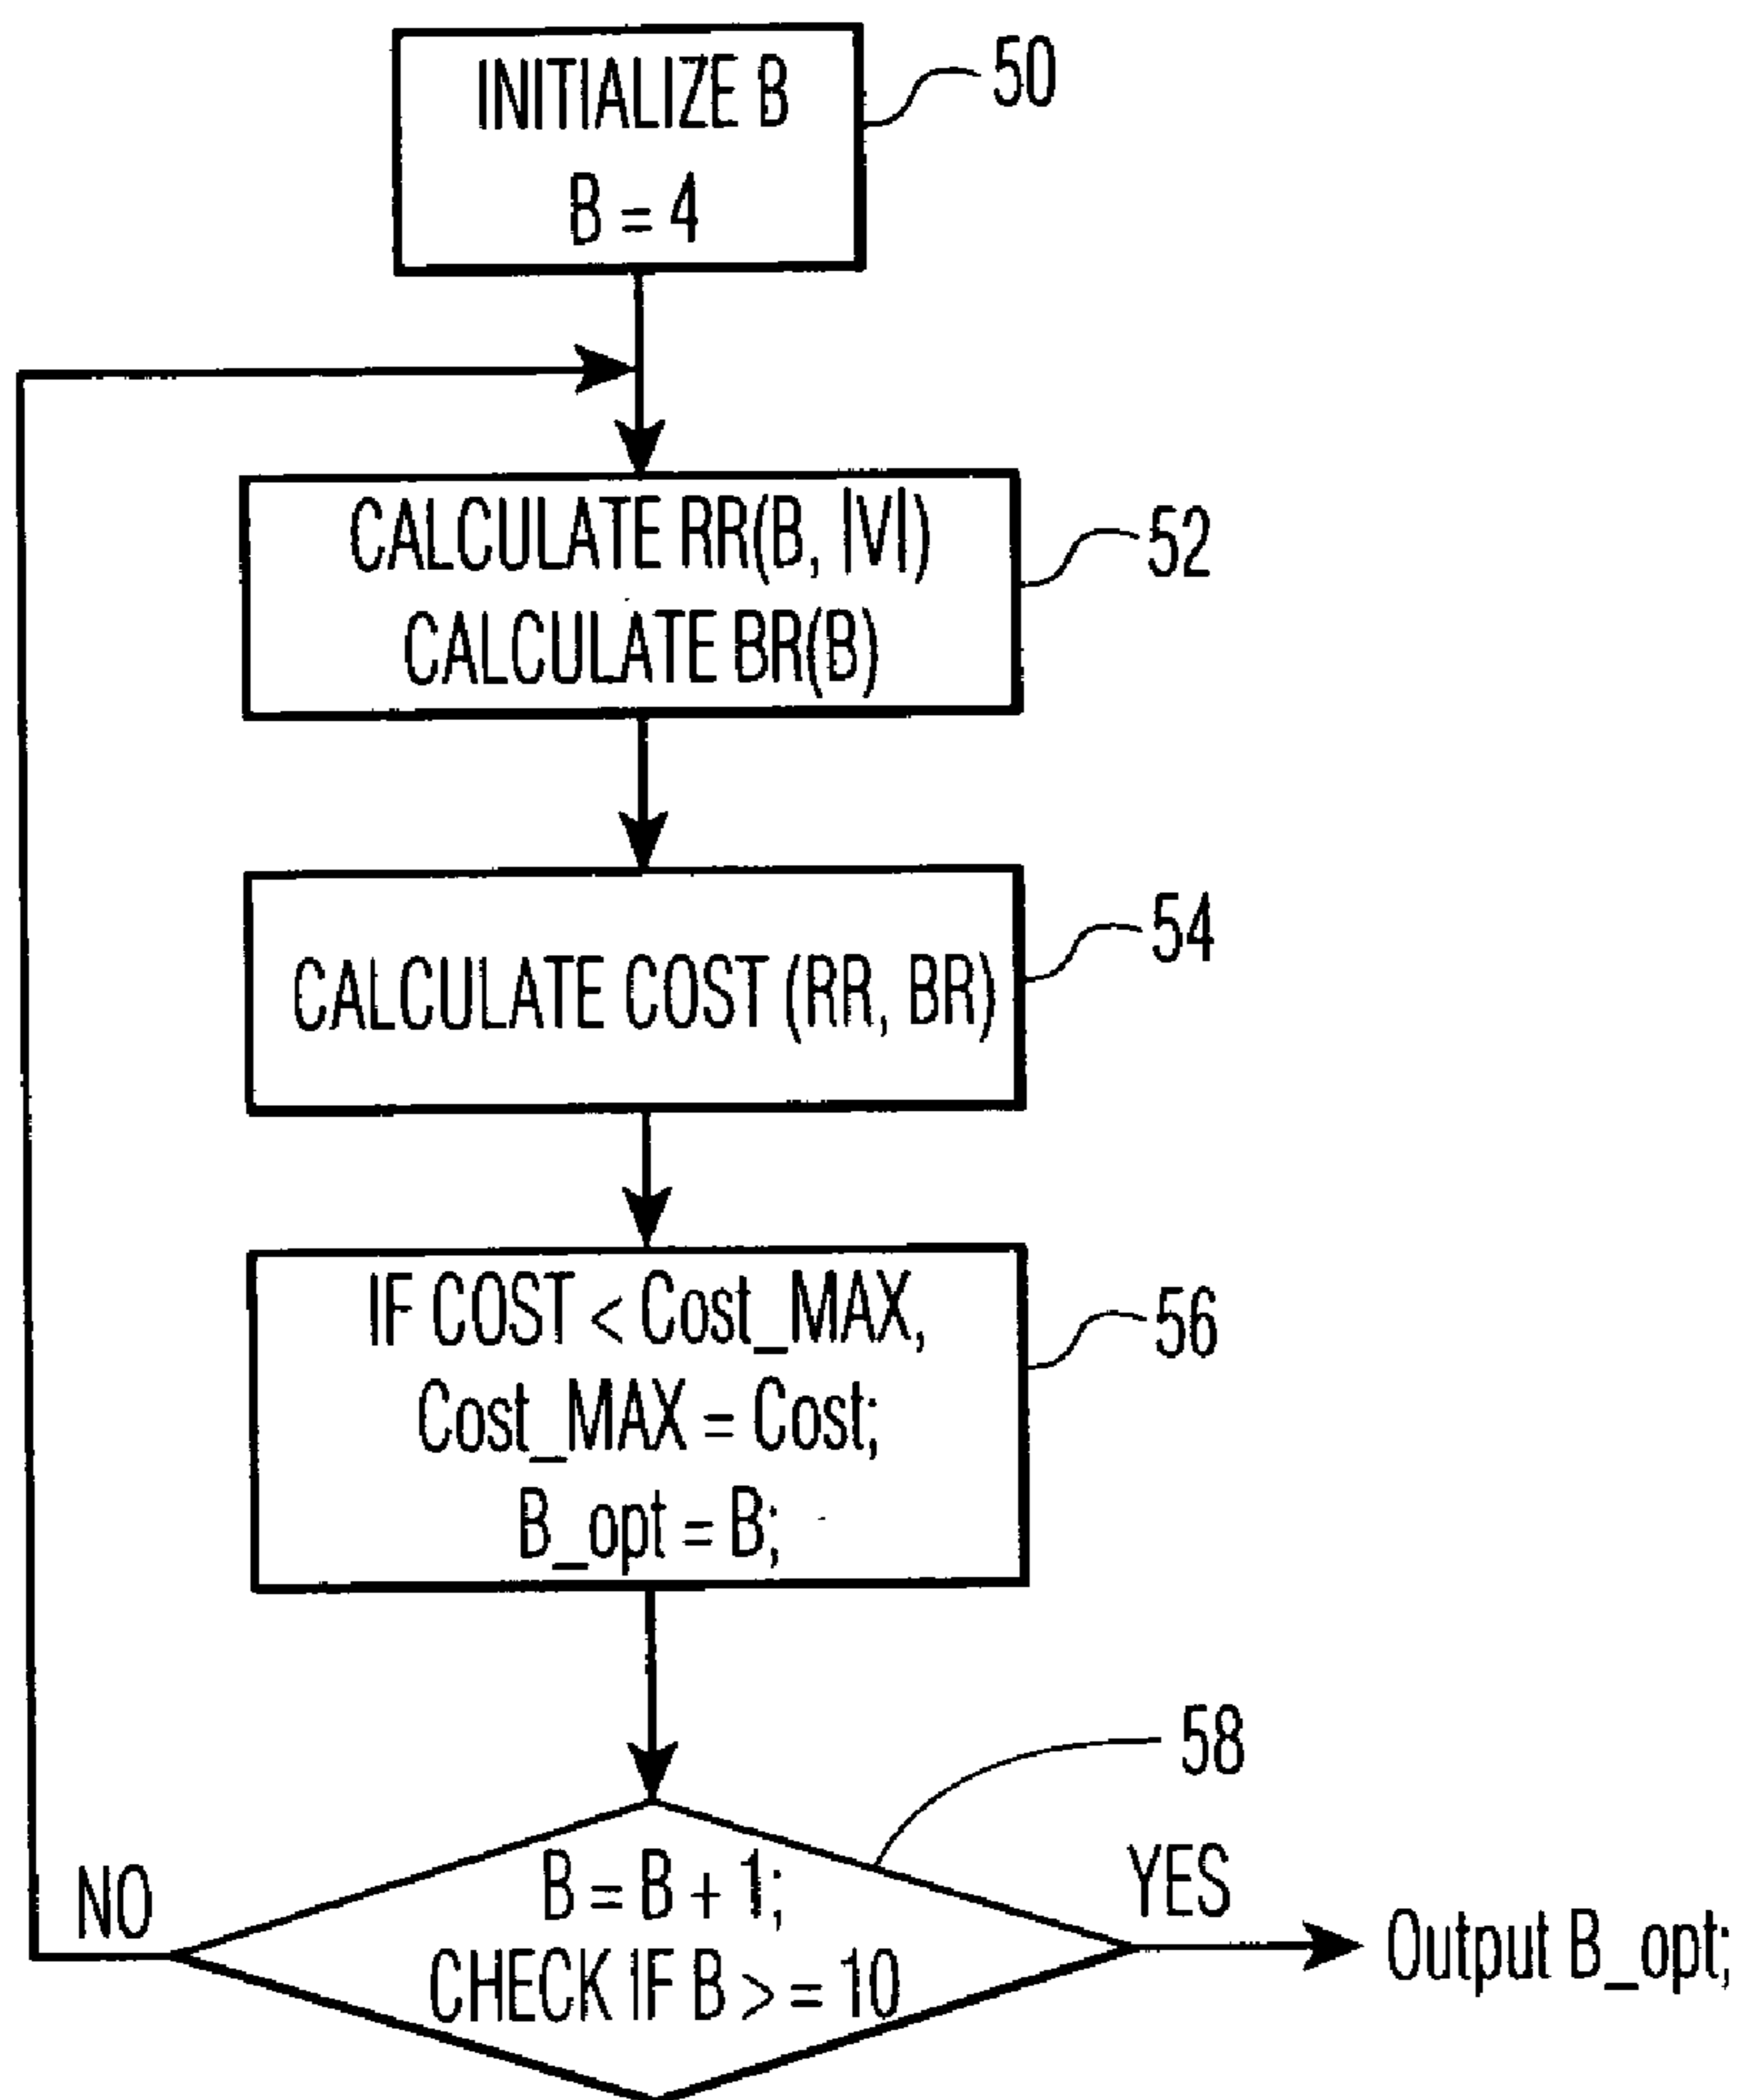 INITIALIZE B
B = 4
50
CALCULATE RR(B, |V|)
CALCULATE BR(B)
52
CALCULATE COST (RR, BR)
54
IF COST < Cost_MAX,
Cost_MAX = Cost;
B_opt = B;
56
58
B = B + 1;
CHECK IF B > = 10
NO
YES
Output B_opt;